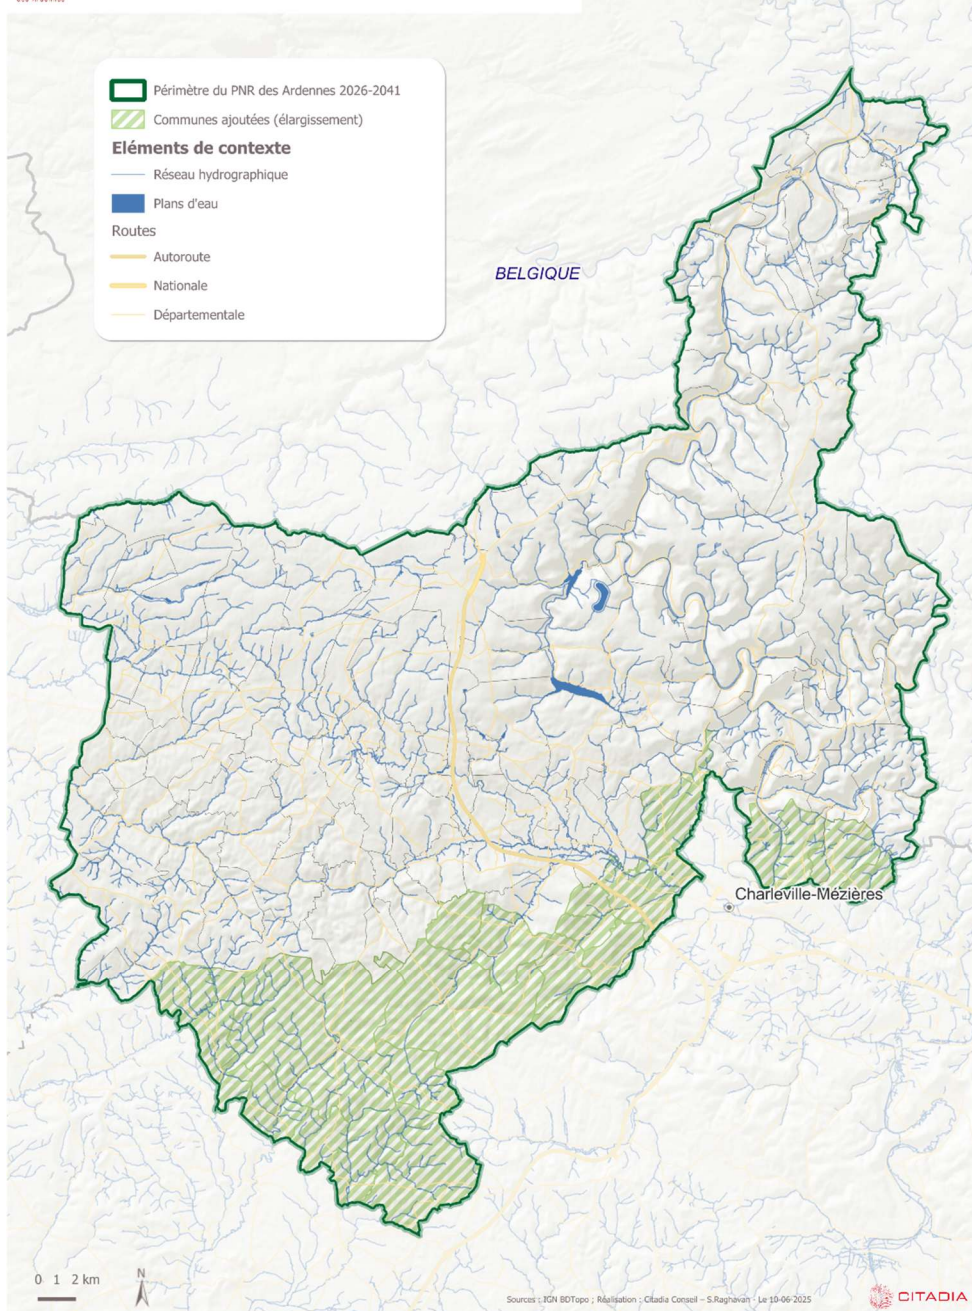 Périmètre du PNR des Ardennes 2026-2041
Communes ajoutées (élargissement)
Eléments de contexte
Réseau hydrographique
Plans d'eau
Routes
Autoroute
Nationale
Départementale
BELGIQUE
Charleville-Mézières
0 1 2 km
N
Sources : IGN BDTopo ; Réalisation : Citadia Conseil – S.Raghavan - Le 10-06-2025
CITADIA